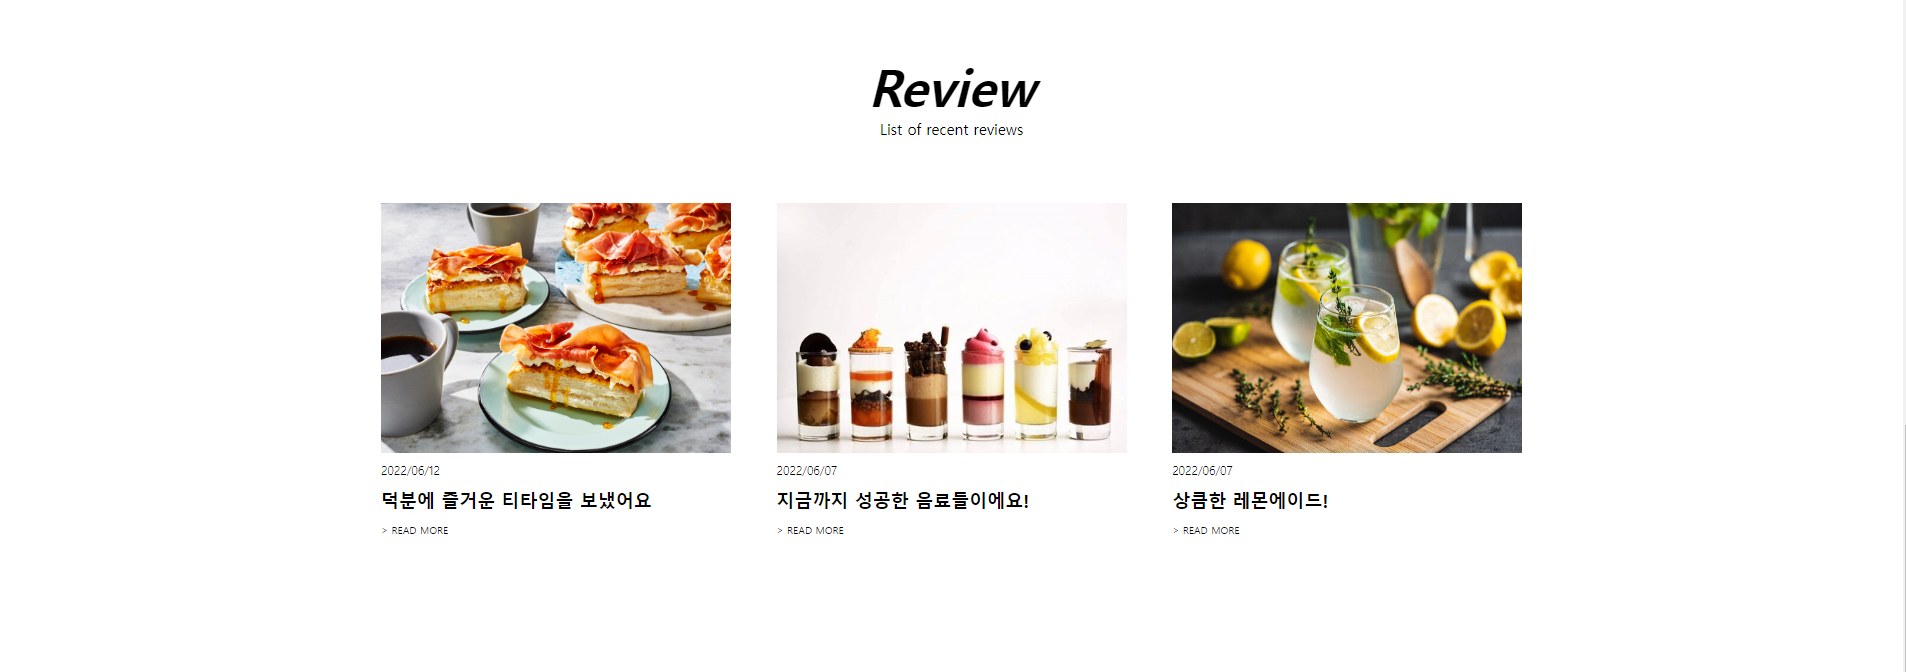 Review
List of recent reviews
2022/06/12
덕분에 즐거운 티타임을 보냈어요
> READ MORE
2022/06/07
지금까지 성공한 음료들이에요!
> READ MORE
2022/06/07
상큼한 레몬에이드!
> READ MORE